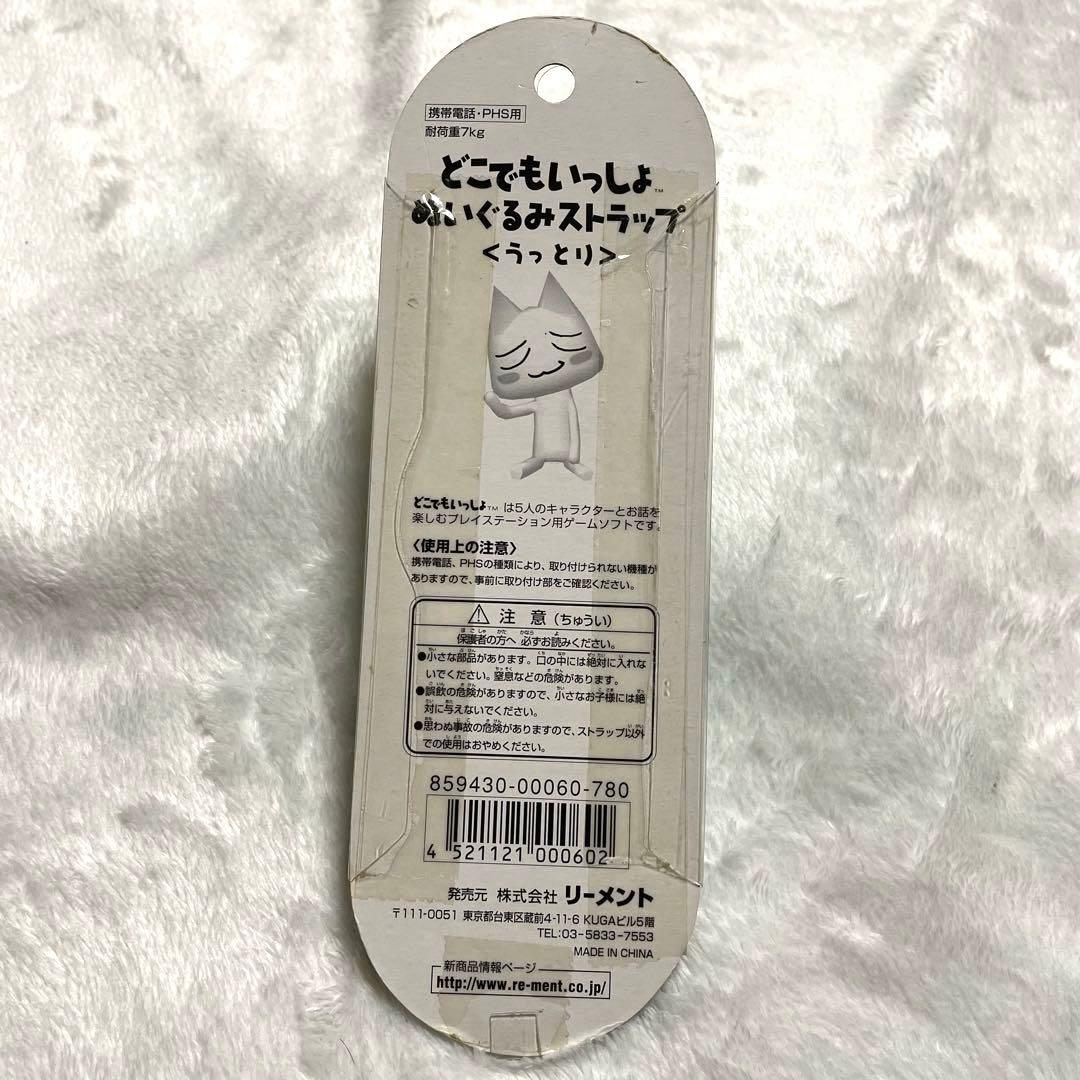 携帯電話・PHS用
耐荷重7kg
どこでもいっしょ™
ぬいぐるみストラップ
<うっとり>
どこでもいっしょ™ は5人のキャラクターとお話を
楽しむプレイステーション用ゲームソフトです。
〈使用上の注意〉
携帯電話、PHSの種類により、取り付けられない機種が
ありますので、事前に取り付け部をご確認ください。
⚠ 注 意 (ちゅうい)
保護者の方へ 必ずお読みください。
●小さな部品があります。口の中には絶対に入れな
いでください。窒息などの危険があります。
●誤飲の危険がありますので、小さなお子様には絶
対に与えないでください。
●思わぬ事故の危険がありますので、ストラップ以外
での使用はおやめください。
859430-00060-780
4 521121 000602
発売元 株式会社 リーメント
〒111-0051 東京都台東区蔵前4-11-6 KUGAビル5階
TEL:03-5833-7553
MADE IN CHINA
新商品情報ページ
http://www.re-ment.co.jp/